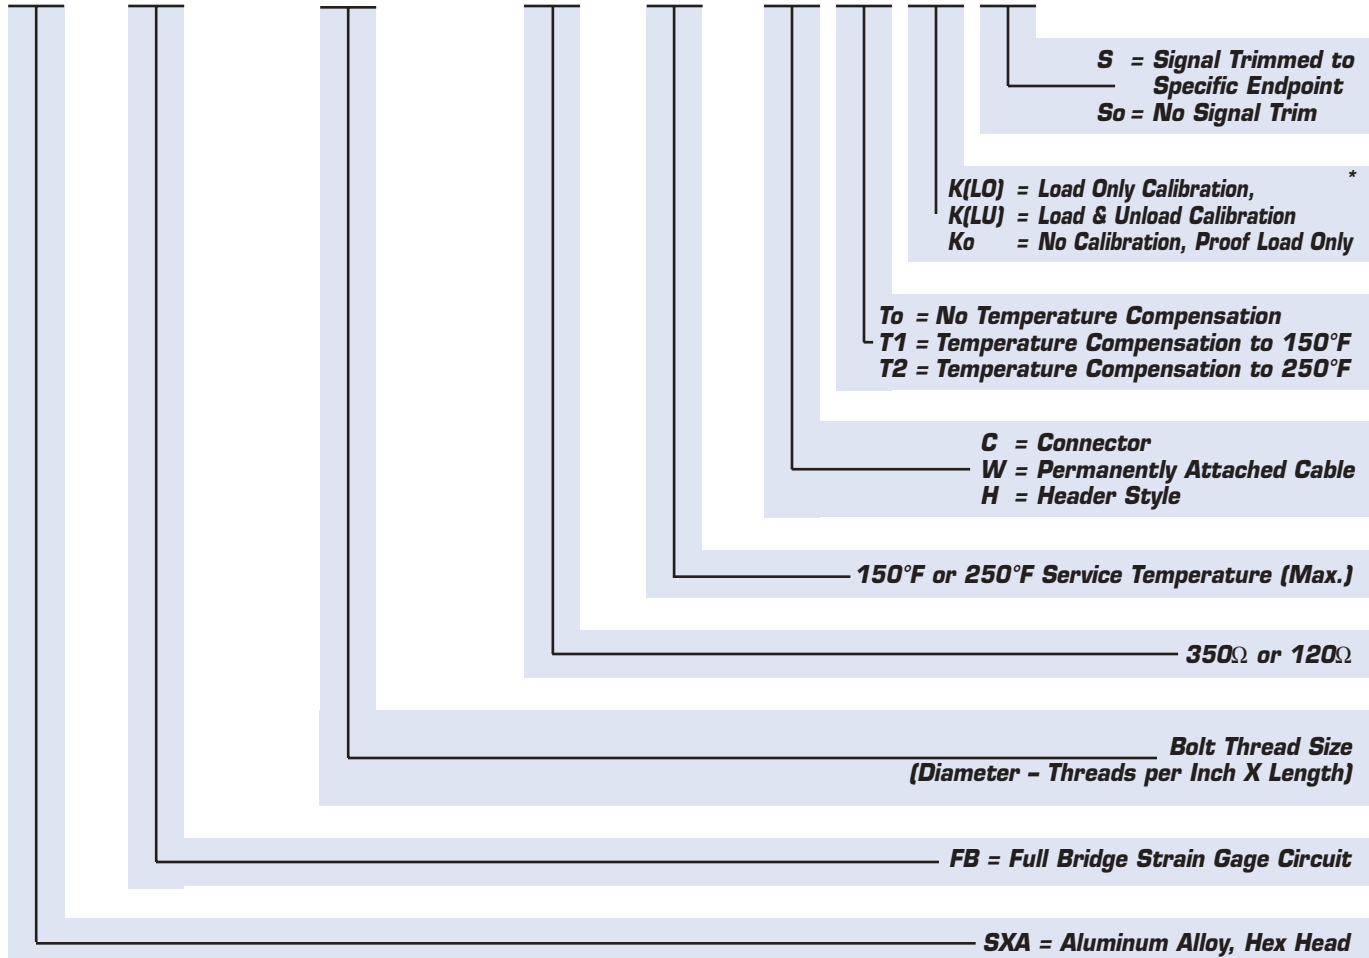 S = Signal Trimmed to
Specific Endpoint
So = No Signal Trim
*
K(LO) = Load Only Calibration,
K(LU) = Load & Unload Calibration
Ko = No Calibration, Proof Load Only
To = No Temperature Compensation
T1 = Temperature Compensation to 150°F
T2 = Temperature Compensation to 250°F
C = Connector
W = Permanently Attached Cable
H = Header Style
150°F or 250°F Service Temperature (Max.)
350Ω or 120Ω
Bolt Thread Size
(Diameter – Threads per Inch X Length)
FB = Full Bridge Strain Gage Circuit
SXA = Aluminum Alloy, Hex Head